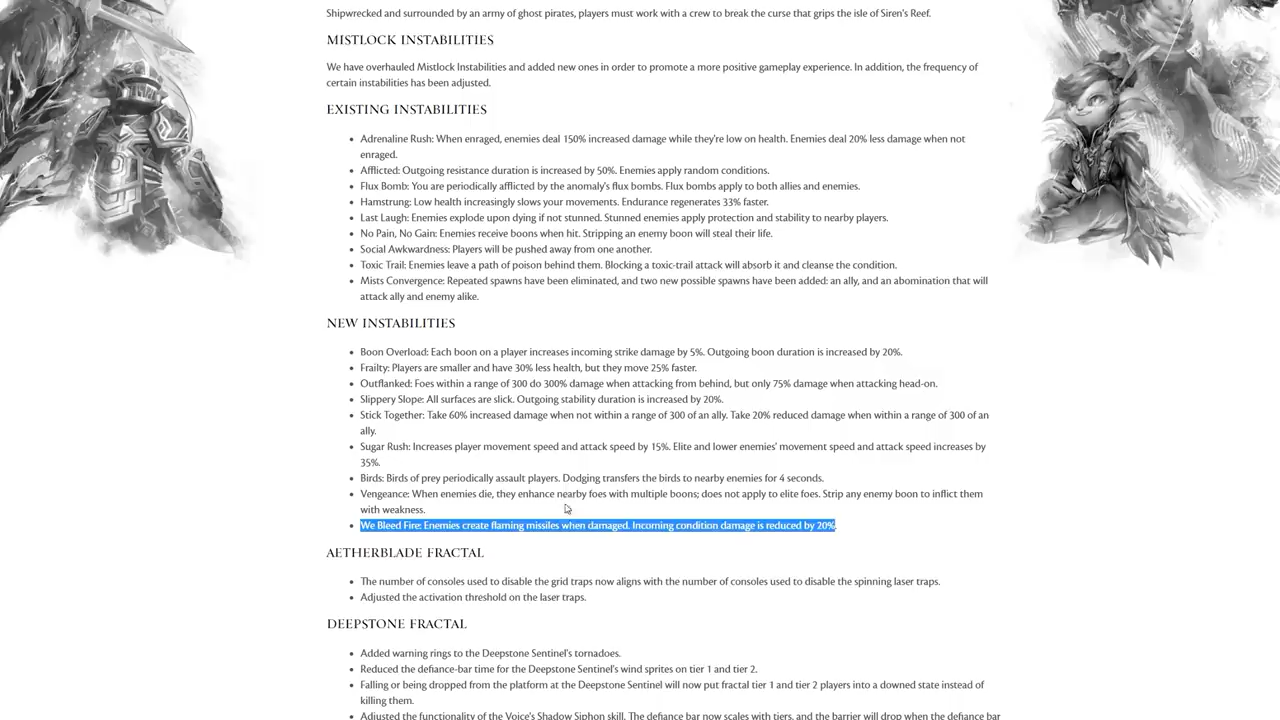 Shipwrecked and surrounded by an army of ghost pirates, players must work with a crew to break the curse that grips the isle of Siren's Reef.
MISTLOCK INSTABILITIES
We have overhauled Mistlock Instabilities and added new ones in order to promote a more positive gameplay experience. In addition, the frequency of
certain instabilities has been adjusted.
EXISTING INSTABILITIES
• Adrenaline Rush: When enraged, enemies deal 150% increased damage while they're low on health. Enemies deal 20% less damage when not
enraged.
• Afflicted: Outgoing resistance duration is increased by 50%. Enemies apply random conditions.
• Flux Bomb: You are periodically afflicted by the anomaly's flux bombs. Flux bombs apply to both allies and enemies.
• Hamstrung: Low health increasingly slows your movements. Endurance regenerates 33% faster.
• Last Laugh: Enemies explode upon dying if not stunned. Stunned enemies apply protection and stability to nearby players.
• No Pain, No Gain: Enemies receive boons when hit. Stripping an enemy boon will steal their life.
• Social Awkwardness: Players will be pushed away from one another.
• Toxic Trail: Enemies leave a path of poison behind them. Blocking a toxic-trail attack will absorb it and cleanse the condition.
• Mists Convergence: Repeated spawns have been eliminated, and two new possible spawns have been added: an ally, and an abomination that will
attack ally and enemy alike.
NEW INSTABILITIES
• Boon Overload: Each boon on a player increases incoming strike damage by 5%. Outgoing boon duration is increased by 20%.
• Frailty: Players are smaller and have 30% less health, but they move 25% faster.
• Outflanked: Foes within a range of 300 do 300% damage when attacking from behind, but only 75% damage when attacking head-on.
• Slippery Slope: All surfaces are slick. Outgoing stability duration is increased by 20%.
• Stick Together: Take 60% increased damage when not within a range of 300 of an ally. Take 20% reduced damage when within a range of 300 of an
ally.
• Sugar Rush: Increases player movement speed and attack speed by 15%. Elite and lower enemies' movement speed and attack speed increases by
35%.
• Birds: Birds of prey periodically assault players. Dodging transfers the birds to nearby enemies for 4 seconds.
• Vengeance: When enemies die, they enhance nearby foes with multiple boons; does not apply to elite foes. Strip any enemy boon to inflict them
with weakness.
• We Bleed Fire: Enemies create flaming missiles when damaged. Incoming condition damage is reduced by 20%.
AETHERBLADE FRACTAL
• The number of consoles used to disable the grid traps now aligns with the number of consoles used to disable the spinning laser traps.
• Adjusted the activation threshold on the laser traps.
DEEPSTONE FRACTAL
• Added warning rings to the Deepstone Sentinel's tornadoes.
• Reduced the defiance-bar time for the Deepstone Sentinel's wind sprites on tier 1 and tier 2.
• Falling or being dropped from the platform at the Deepstone Sentinel will now put fractal tier 1 and tier 2 players into a downed state instead of
killing them.
• Adjusted the functionality of the Voice's Shadow Siphon skill. The defiance bar now scales with tiers, and the barrier will drop when the defiance bar